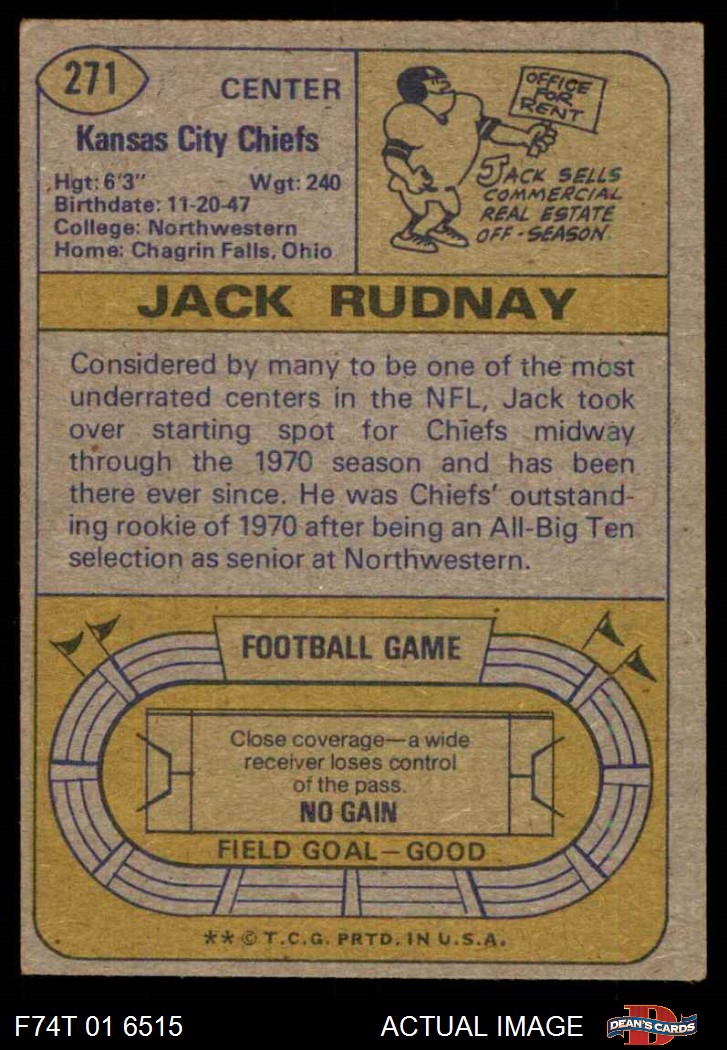 271
CENTER
Kansas City Chiefs
Hgt: 6'3" Wgt: 240
Birthdate: 11-20-47
College: Northwestern
Home: Chagrin Falls, Ohio
OFFICE
FOR
RENT
JACK SELLS
COMMERCIAL
REAL ESTATE
OFF-SEASON.
JACK RUDNAY
Considered by many to be one of the most
underrated centers in the NFL, Jack took
over starting spot for Chiefs midway
through the 1970 season and has been
there ever since. He was Chiefs' outstand-
ing rookie of 1970 after being an All-Big Ten
selection as senior at Northwestern.
FOOTBALL GAME
Close coverage—a wide
receiver loses control
of the pass.
NO GAIN
FIELD GOAL—GOOD
** © T.C.G. PRTD. IN U.S.A.
F74T 01 6515
ACTUAL IMAGE
D
DEAN'S CARDS